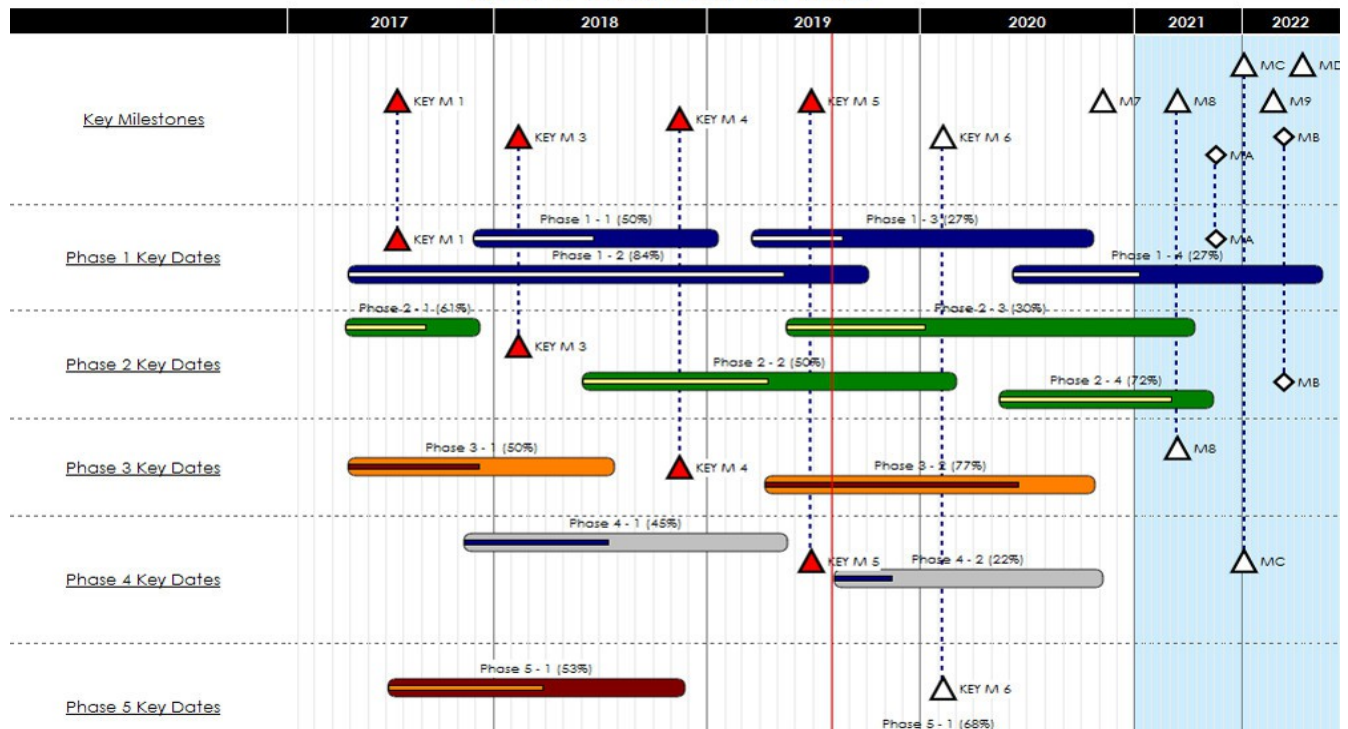 2017 2018 2019 2020 2021 2022
MC MD
KEY M 1 KEY M 5 M7 M8 M9
Key Milestones KEY M 4
KEY M 3 KEY M 6 MB
MA
Phase 1 - 1 (50%) Phase 1 - 3 (27%)
KEY M 1 MA
Phase 1 Key Dates Phase 1 - 2 (84%) Phase 1 - 4 (27%)
Phase 2 - 1 (61%) Phase 2 - 3 (30%)
KEY M 3
Phase 2 Key Dates Phase 2 - 2 (50%)
Phase 2 - 4 (72%) MB
Phase 3 - 1 (50%) M8
Phase 3 Key Dates KEY M 4 Phase 3 - 2 (77%)
Phase 4 - 1 (45%)
KEY M 5 Phase 4 - 2 (22%) MC
Phase 4 Key Dates
Phase 5 - 1 (53%)
KEY M 6
Phase 5 Key Dates
Phase 5 - 1 (68%)